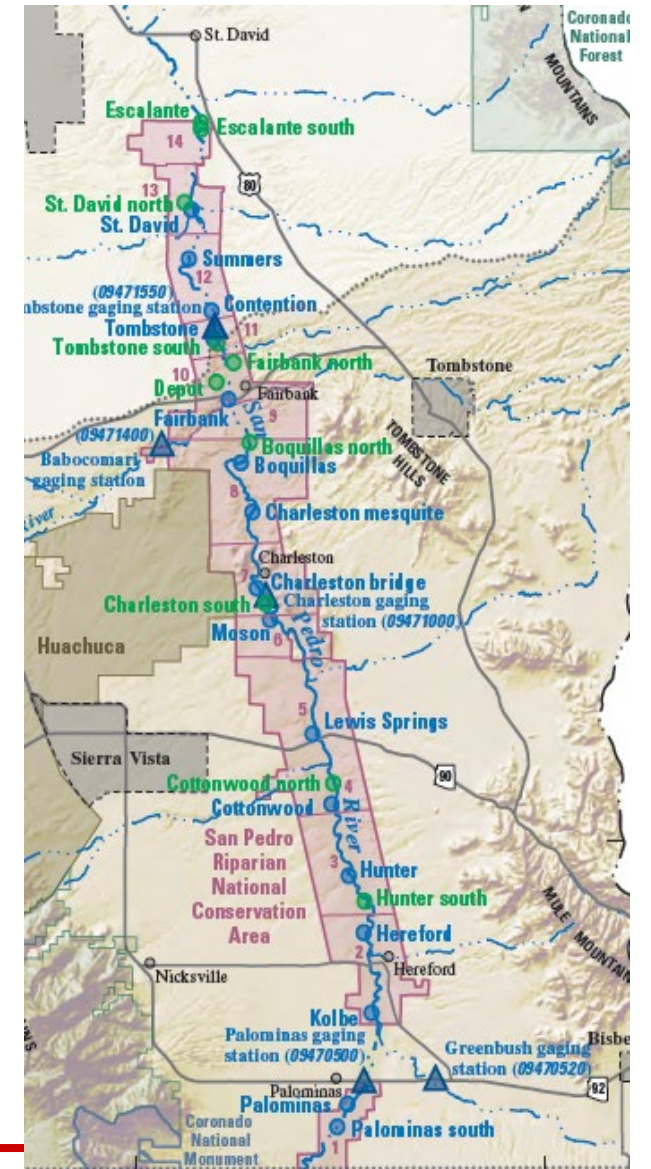 St. David
Coronado
National
Forest
MOUNTAINS
Escalante
Escalante south
14
80
13
St. David north
St. David
Summers
12
(09471550)
gaging station
Contention
Tombstone
11
Tombstone south
Fairbank north
Tombstone
10
Depot
Fairbank
Fairbank
9
San
(09471400)
Babocomari
gaging station
Boquillas north
Boquillas
TOMBSTONE
HILLS
8
River
Charleston mesquite
Charleston
7
Charleston bridge
Charleston south
Charleston gaging
station (09471000)
Moson
6
Pedro
Huachuca
5
Lewis Springs
Sierra Vista
90
Cottonwood north
4
Cottonwood
River
San Pedro
Riparian
National
Conservation
Area
3
Hunter
Hunter south
MULE MOUNTAIN
Hereford
2
Hereford
Nicksville
Kolbe
Palominas gaging
station (09470500)
Greenbush gaging
station (09470520)
Bisbe
92
Palominas
Palominas
Palominas south
1
Coronado
National
Monument